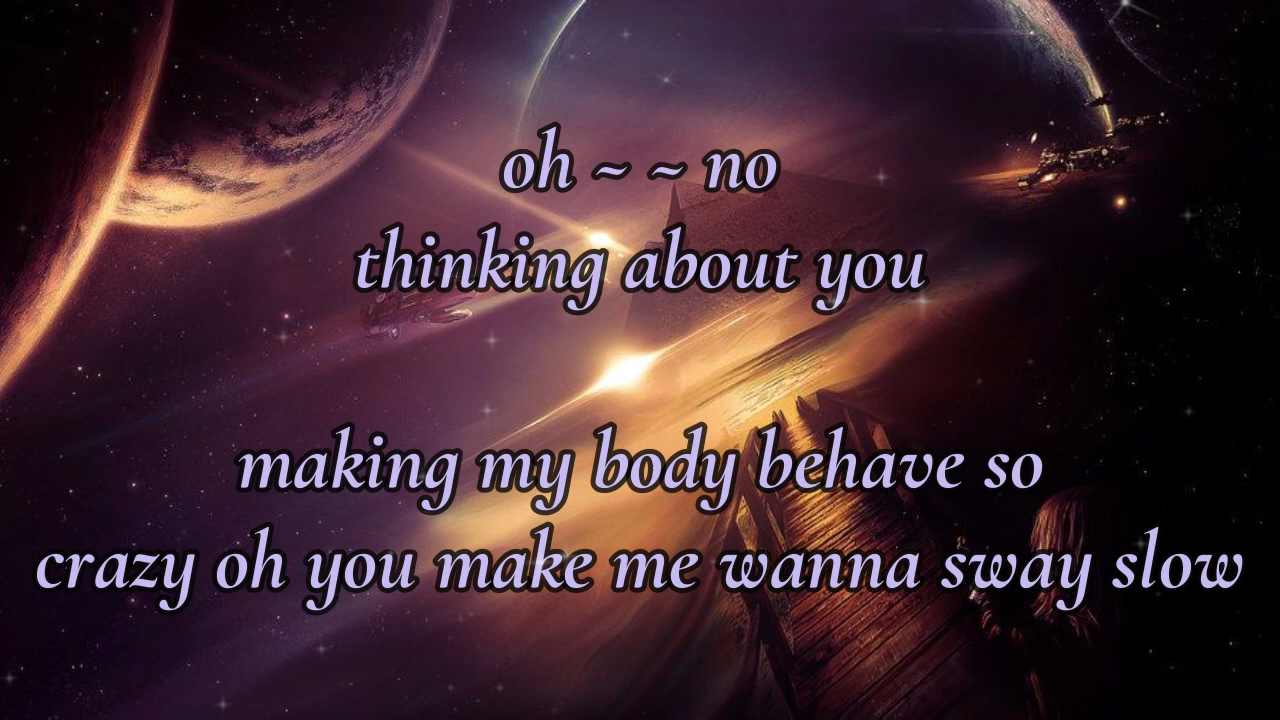 oh ~ ~ no
thinking about you
making my body behave so
crazy oh you make me wanna sway slow